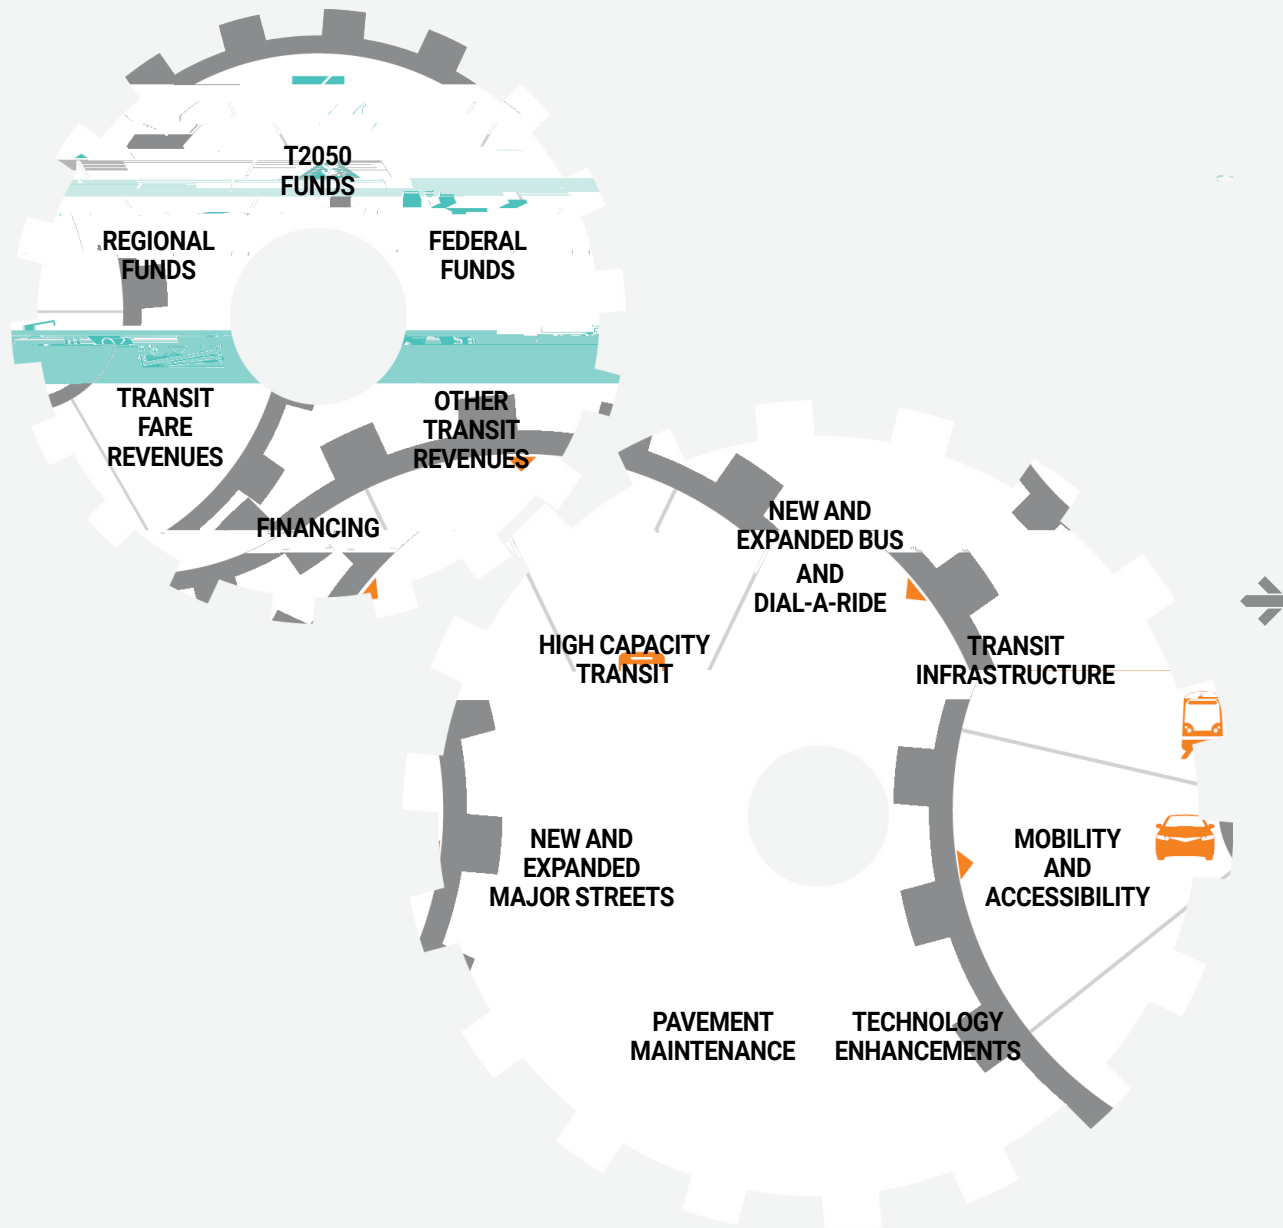 T2050
FUNDS
REGIONAL
FUNDS
FEDERAL
FUNDS
TRANSIT
FARE
REVENUES
OTHER
TRANSIT
REVENUES
FINANCING
NEW AND
EXPANDED BUS
AND
DIAL-A-RIDE
HIGH CAPACITY
TRANSIT
TRANSIT
INFRASTRUCTURE
NEW AND
EXPANDED
MAJOR STREETS
MOBILITY
AND
ACCESSIBILITY
PAVEMENT
MAINTENANCE
TECHNOLOGY
ENHANCEMENTS